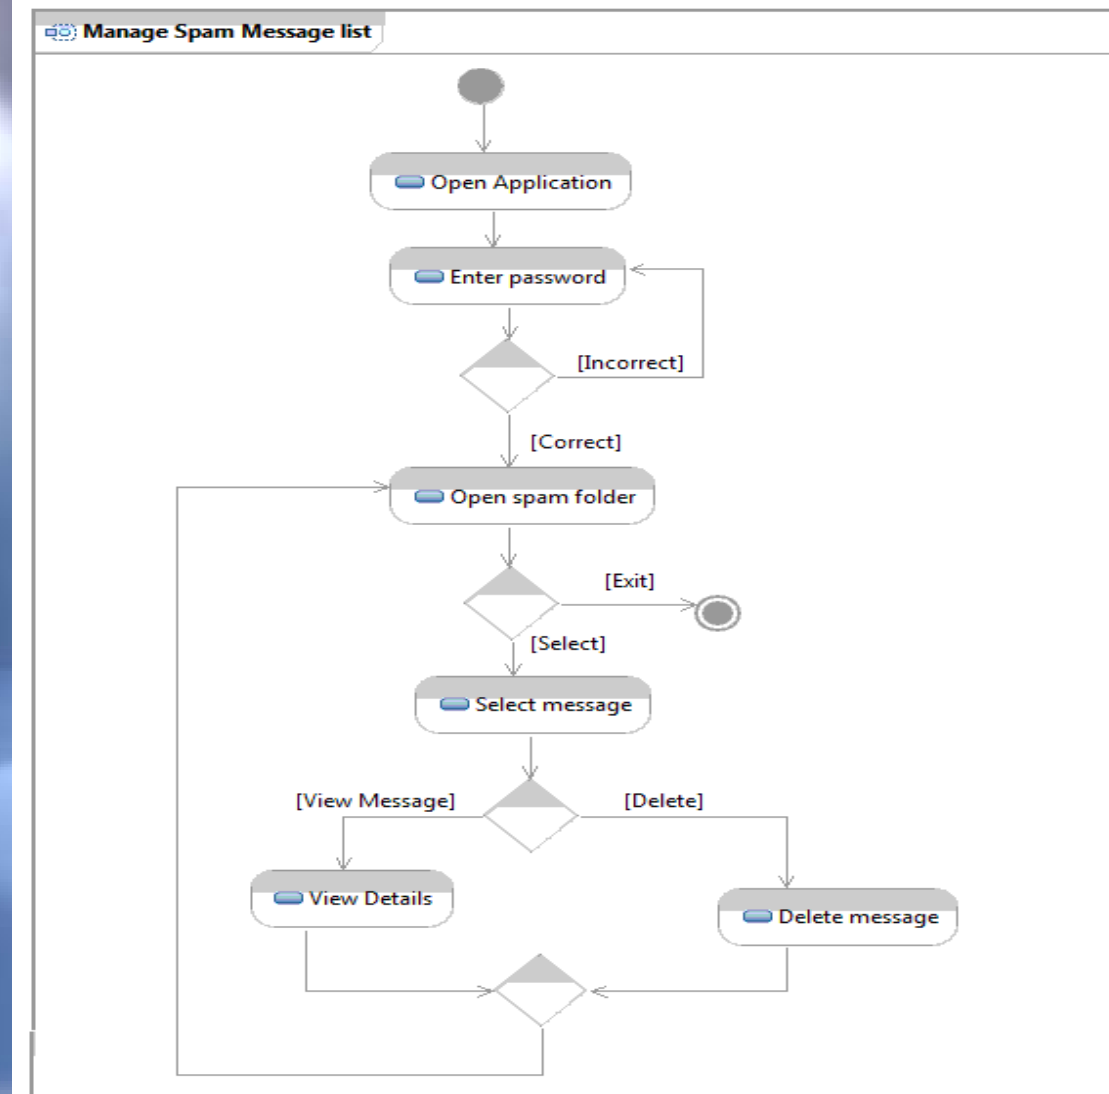 Manage Spam Message list
Open Application
Enter password
[Incorrect]
[Correct]
Open spam folder
[Exit]
[Select]
Select message
[View Message]
[Delete]
View Details
Delete message